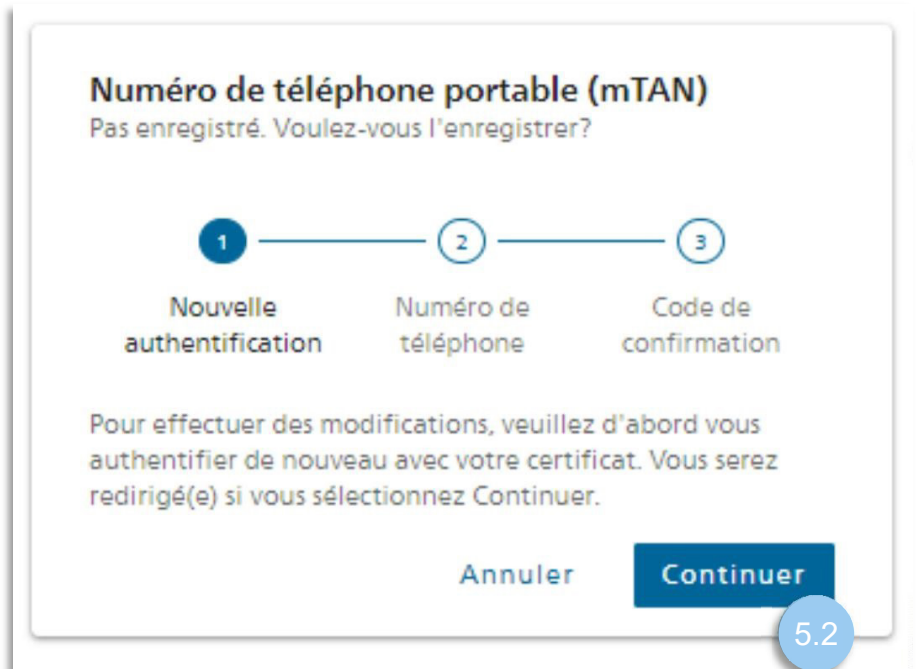 Numéro de téléphone portable (mTAN)
Pas enregistré. Voulez-vous l'enregistrer?
1 2 3
Nouvelle Numéro de Code de
authentification téléphone confirmation
Pour effectuer des modifications, veuillez d'abord vous
authentifier de nouveau avec votre certificat. Vous serez
redirigé(e) si vous sélectionnez Continuer.
Annuler Continuer
5.2